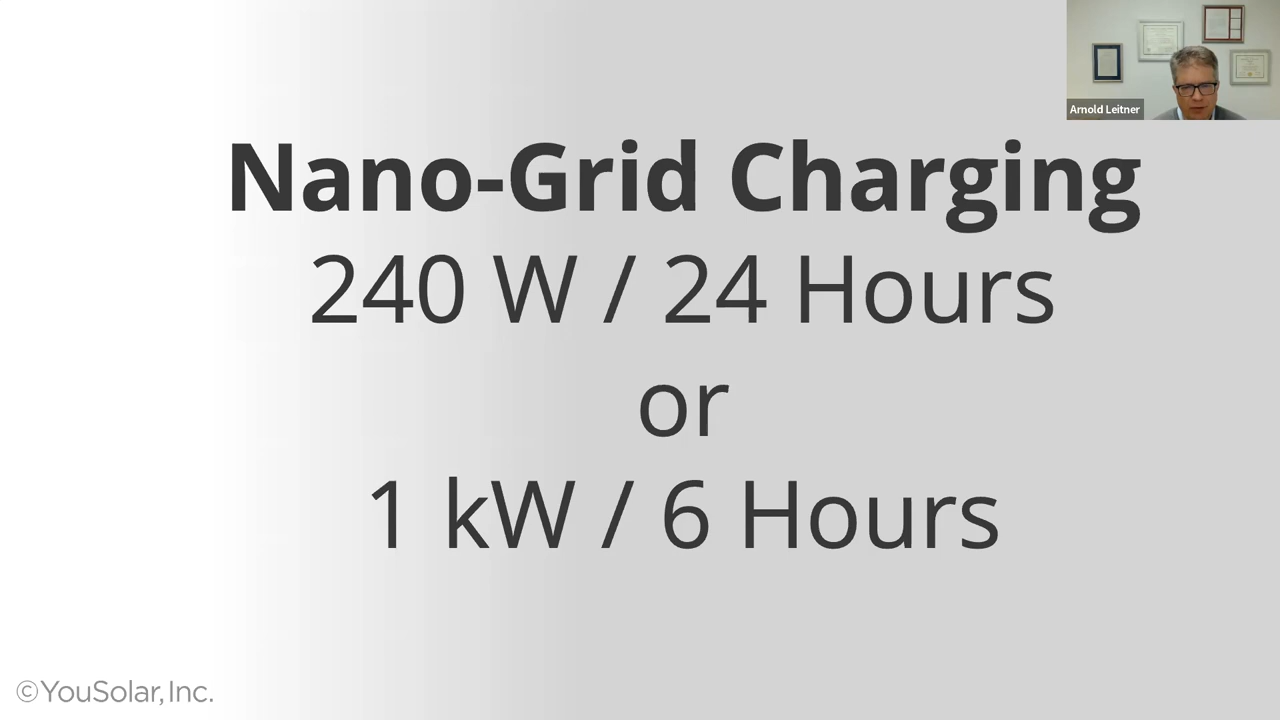 Arnold Leitner
Nano-Grid Charging
240 W / 24 Hours
or
1 kW / 6 Hours
©YouSolar, Inc.